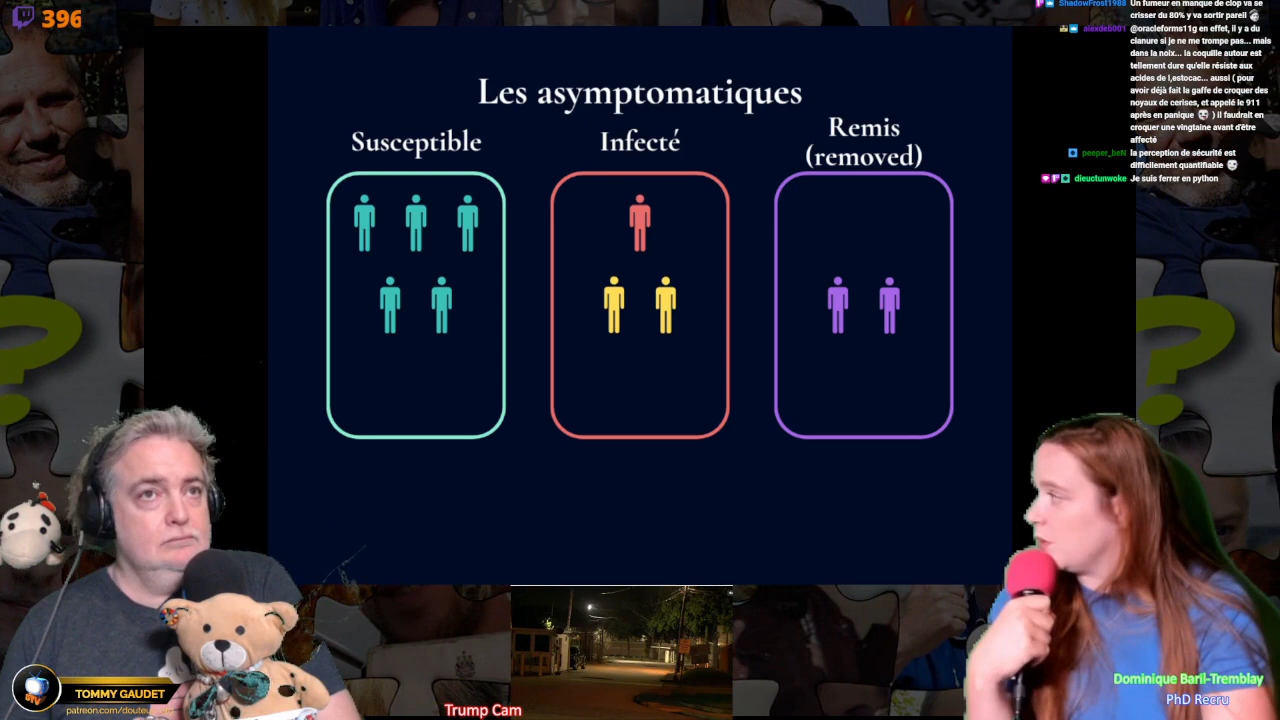 396
Les asymptomatiques
Susceptible
Infecté
Remis
(removed)
ShadowFrost1988 Un fumeur en manque de clop va se
crisser du 80% y va sortir pareil
alexde6001 @oracleforms11g en effet, il y a du
cianure si je ne me trompe pas... mais
dans la noix... la coquille autour est
tellement dure qu'elle résiste aux
acides de l,estocac... aussi ( pour
avoir déjà fait la gaffe de croquer des
noyaux de cerises, et appelé le 911
après en panique ) il faudrait en
croquer une vingtaine avant d'être
affecté
peeper_beN la perception de sécurité est
difficilement quantifiable
dieuctunwoke Je suis ferrer en python
TOMMY GAUDET
patreon.com/douteu
Trump Cam
Dominique Baril-Tremblay
PhD Recru